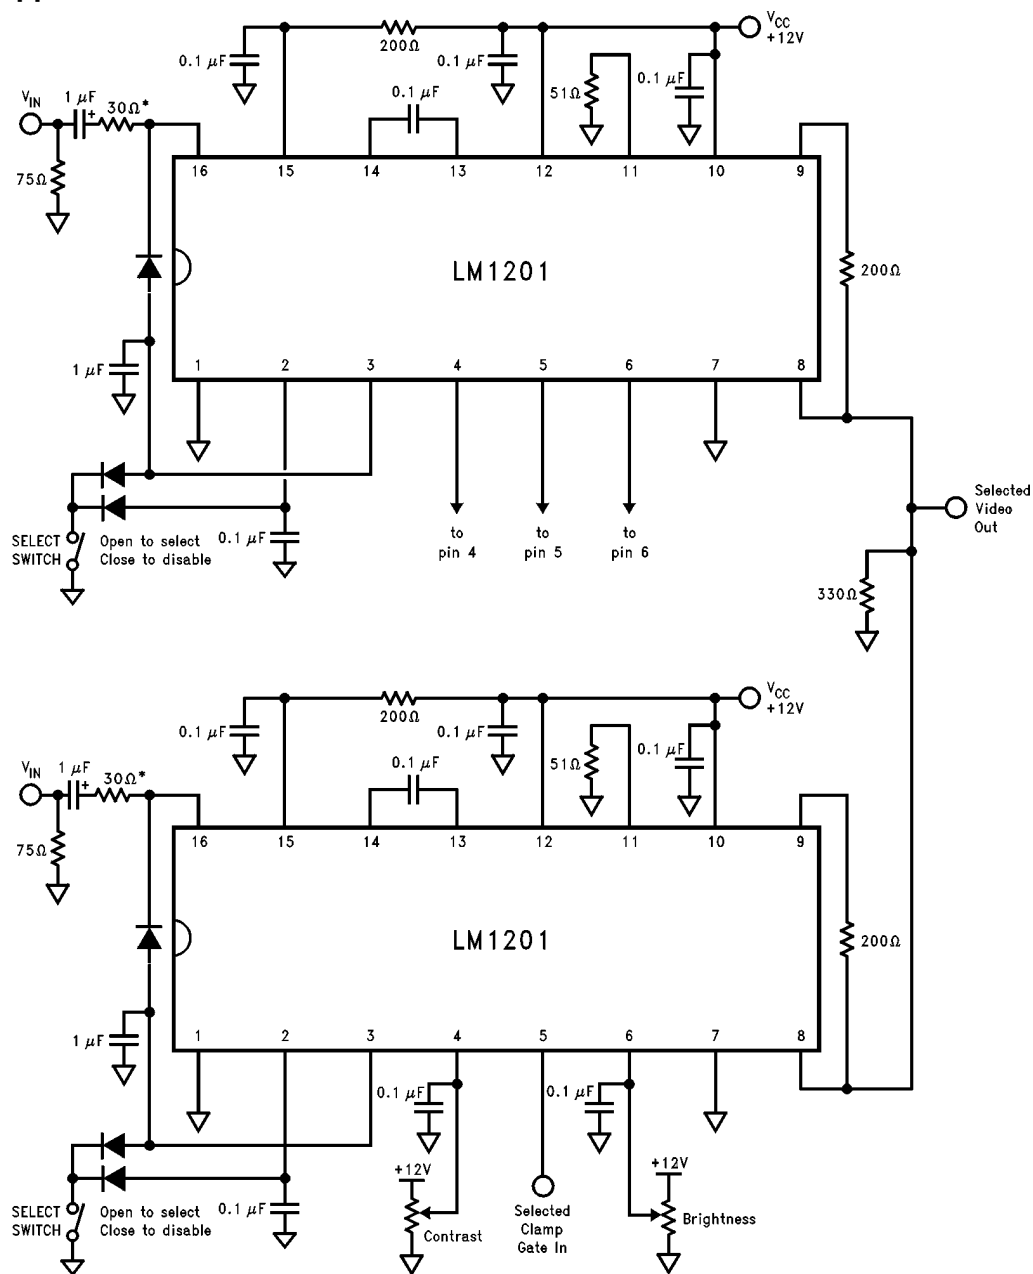 V_CC
+12V
0.1 μF
200Ω
0.1 μF
51Ω
0.1 μF
V_IN
1 μF
+
30Ω*
0.1 μF
75Ω
16
15
14
13
12
11
10
9
LM1201
200Ω
1 μF
1
2
3
4
5
6
7
8
SELECT
SWITCH
Open to select
Close to disable
0.1 μF
to
pin 4
to
pin 5
to
pin 6
Selected
Video
Out
330Ω
V_CC
+12V
0.1 μF
200Ω
0.1 μF
51Ω
0.1 μF
V_IN
1 μF
+
30Ω*
0.1 μF
75Ω
16
15
14
13
12
11
10
9
LM1201
200Ω
1 μF
1
2
3
4
5
6
7
8
0.1 μF
0.1 μF
SELECT
SWITCH
Open to select
Close to disable
0.1 μF
+12V
Contrast
Selected
Clamp
Gate In
+12V
Brightness